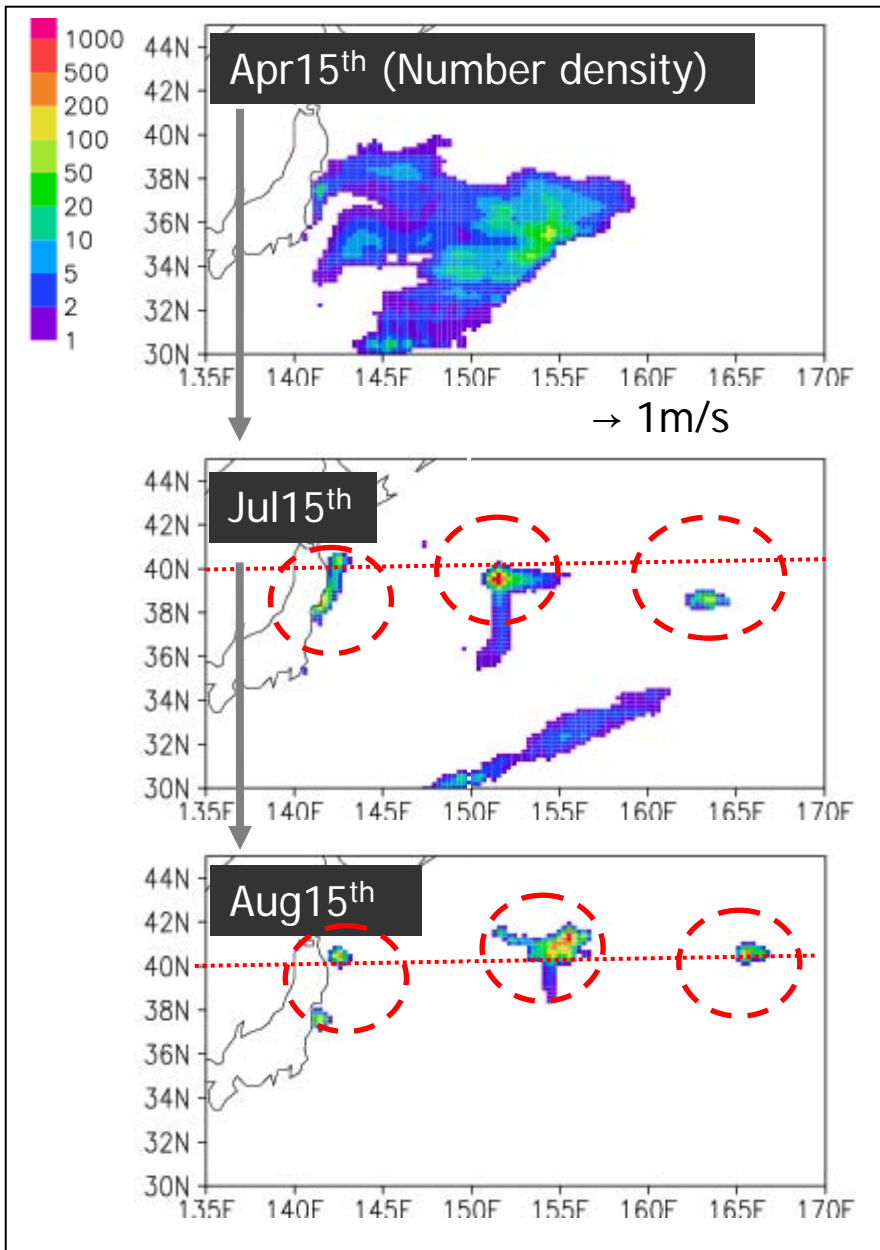 1000
500
200
100
50
20
10
5
2
1
Apr15th (Number density)
44N
42N
40N
38N
36N
34N
32N
30N
135E 140E 145E 150E 155E 160E 165E 170E
→ 1m/s
Jul15th
44N
42N
40N
38N
36N
34N
32N
30N
135E 140E 145E 150E 155E 160E 165E 170E
Aug15th
44N
42N
40N
38N
36N
34N
32N
30N
135E 140E 145E 150E 155E 160E 165E 170E